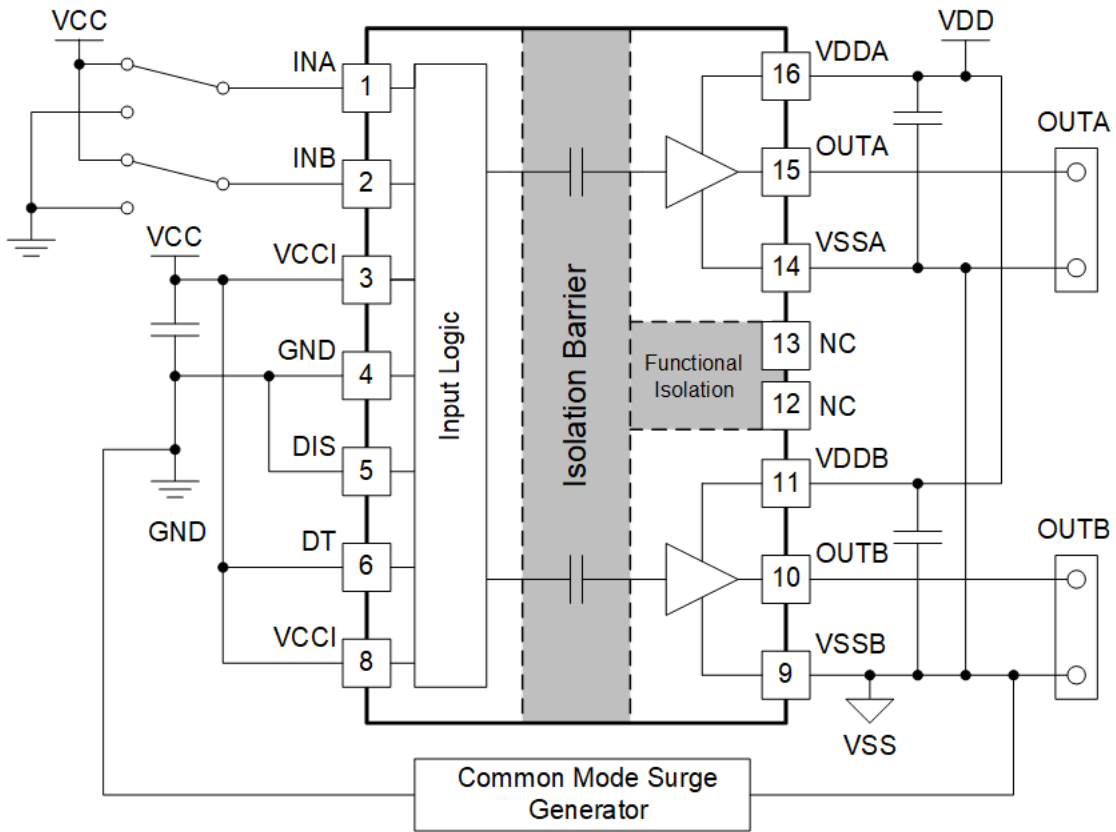 VCC
INA
1
INB
2
VCC
VCCI
3
GND
4
DIS
5
GND
DT
6
VCCI
8
Input Logic
Isolation Barrier
Functional
Isolation
VDDA
16
VDD
OUTA
15
OUTA
VSSA
14
13
NC
12
NC
VDDB
11
OUTB
10
OUTB
VSSB
9
VSS
Common Mode Surge
Generator